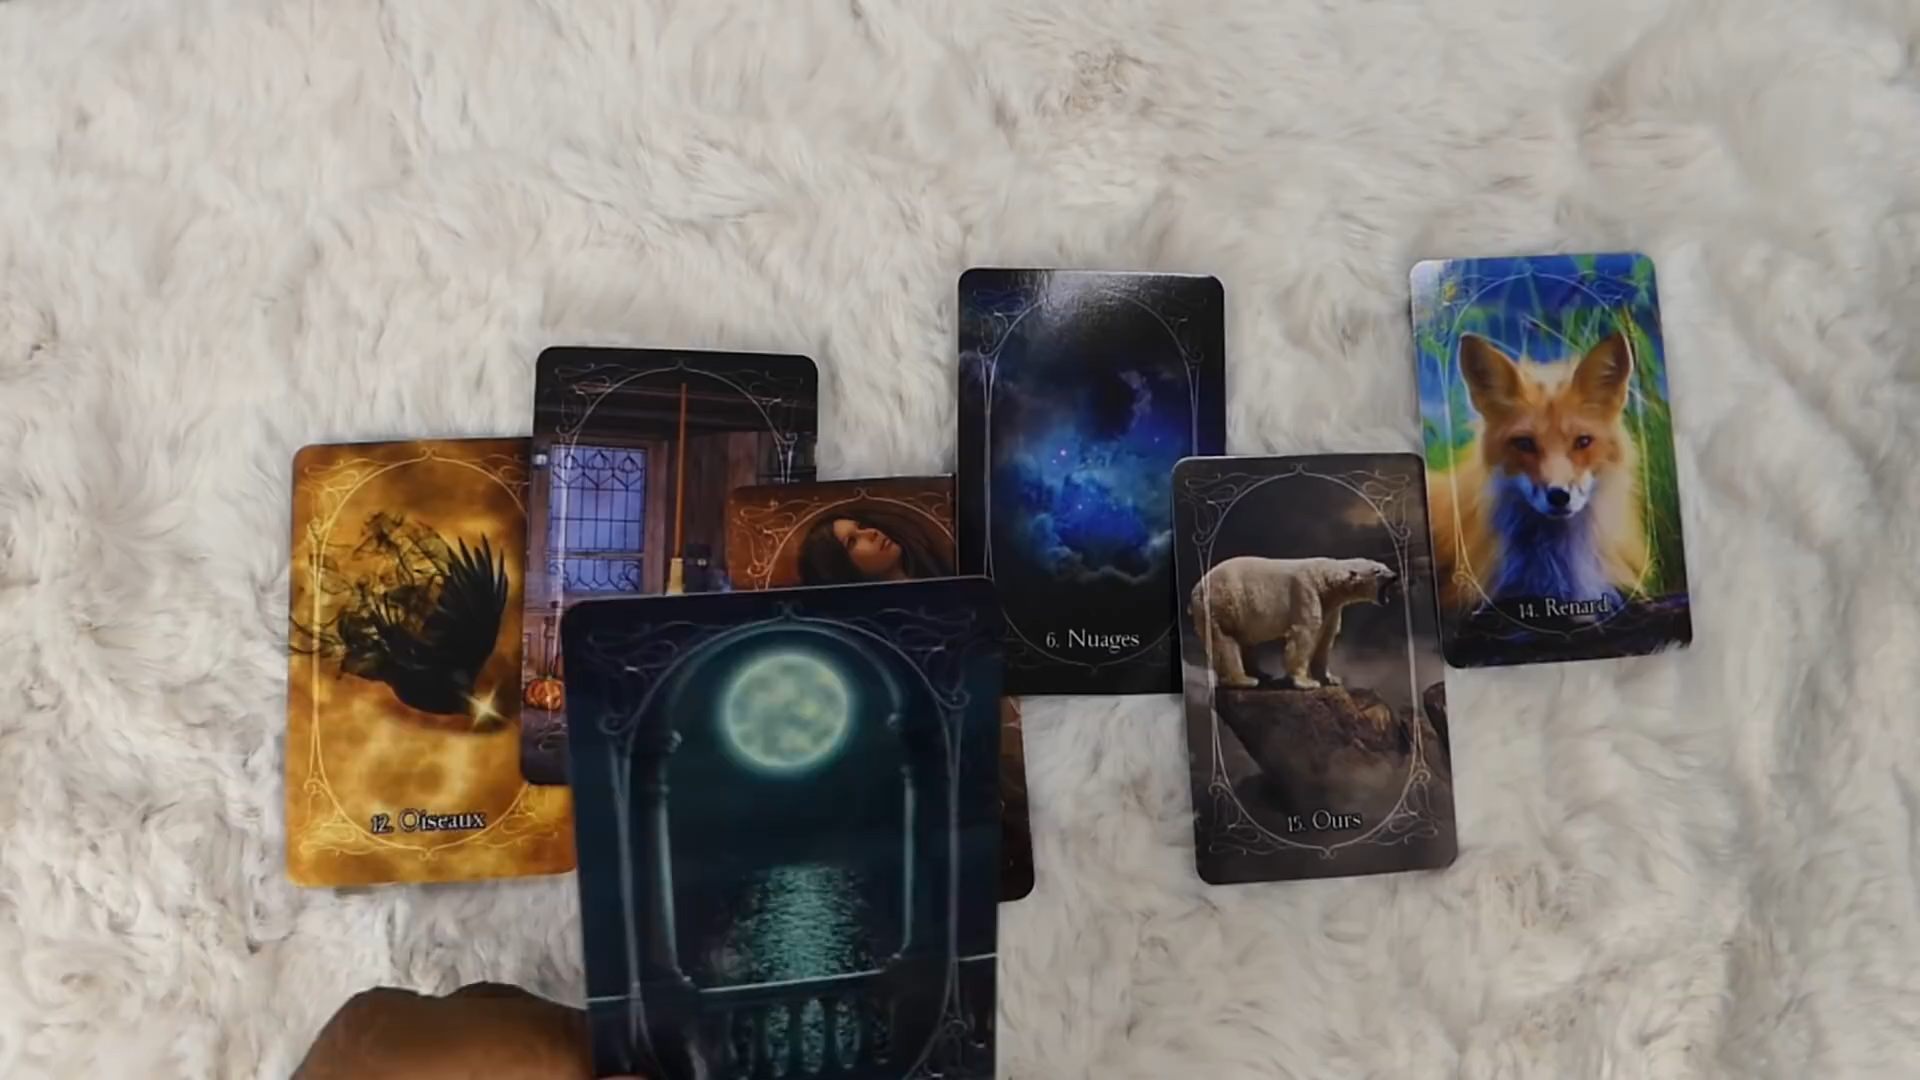 6. Nuages
14. Renard
12. Oiseaux
15. Ours